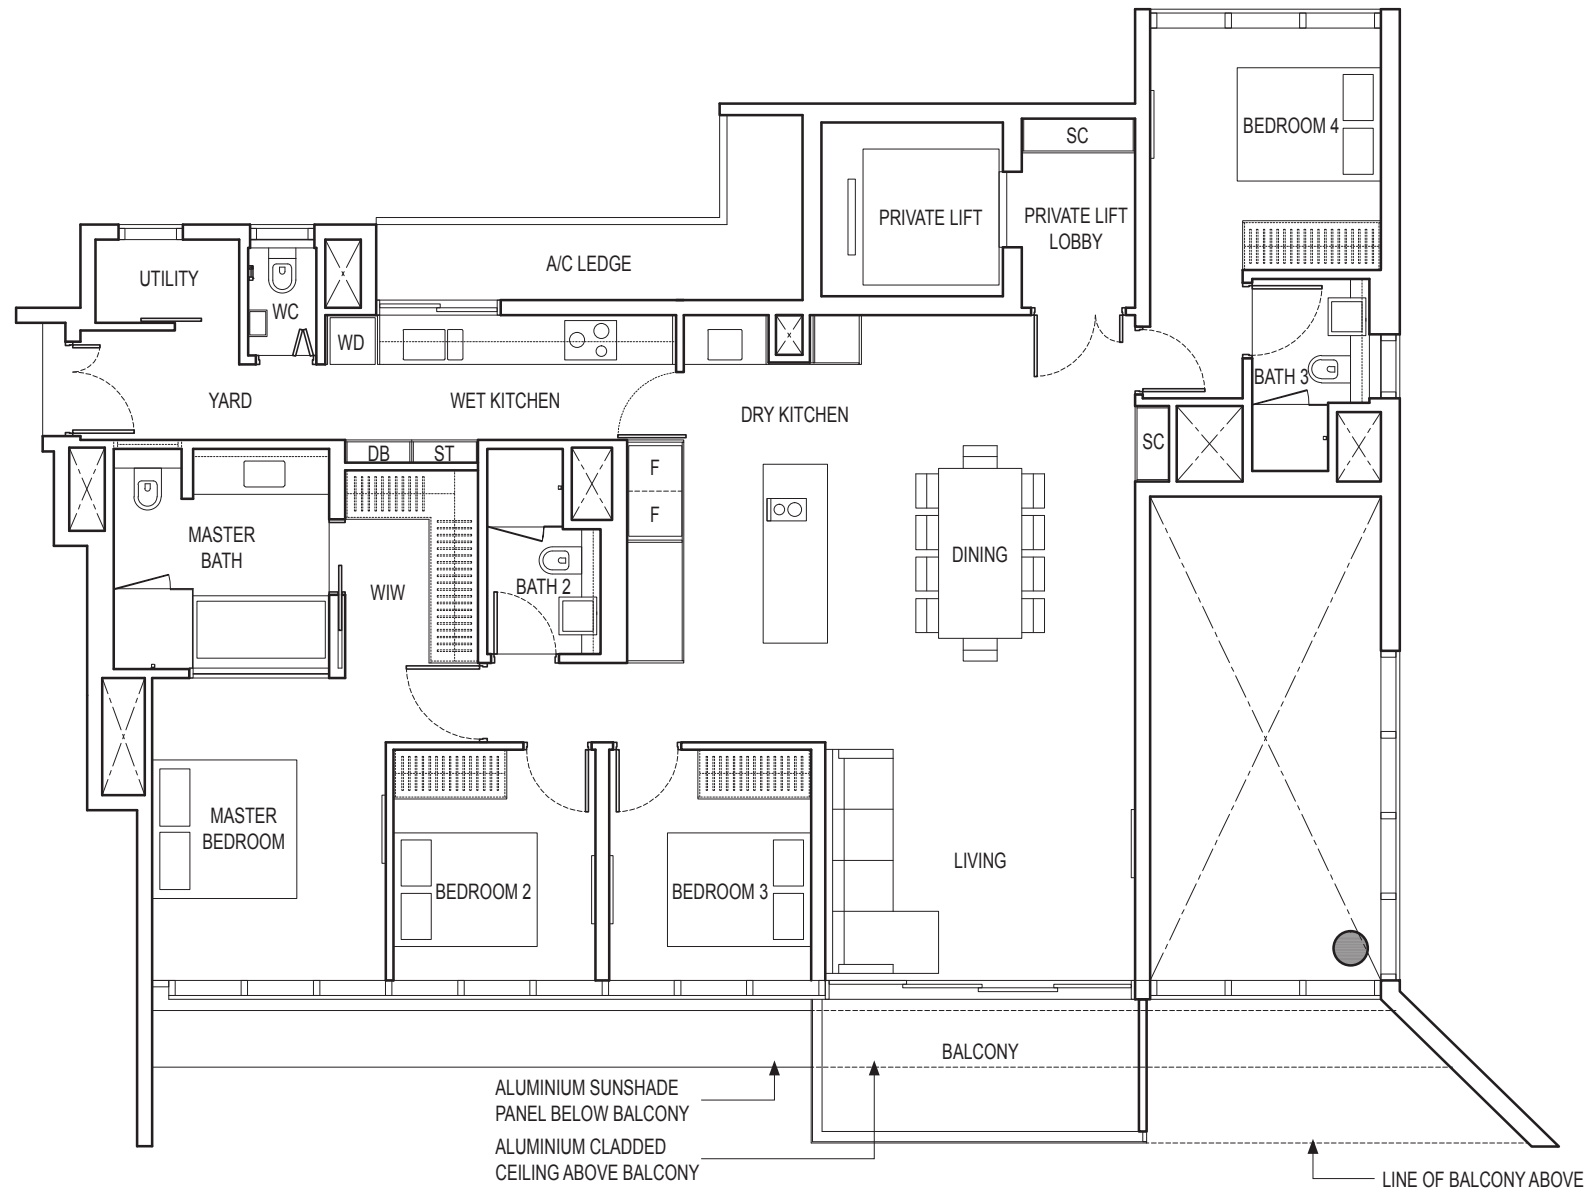 BEDROOM 4
SC
PRIVATE LIFT
PRIVATE LIFT
LOBBY
A/C LEDGE
UTILITY
WC
WD
BATH 3
YARD
WET KITCHEN
DRY KITCHEN
SC
DB
ST
F
F
MASTER
BATH
DINING
WIW
BATH 2
MASTER
BEDROOM
BEDROOM 2
BEDROOM 3
LIVING
BALCONY
ALUMINIUM SUNSHADE
PANEL BELOW BALCONY
ALUMINIUM CLADDED
CEILING ABOVE BALCONY
LINE OF BALCONY ABOVE